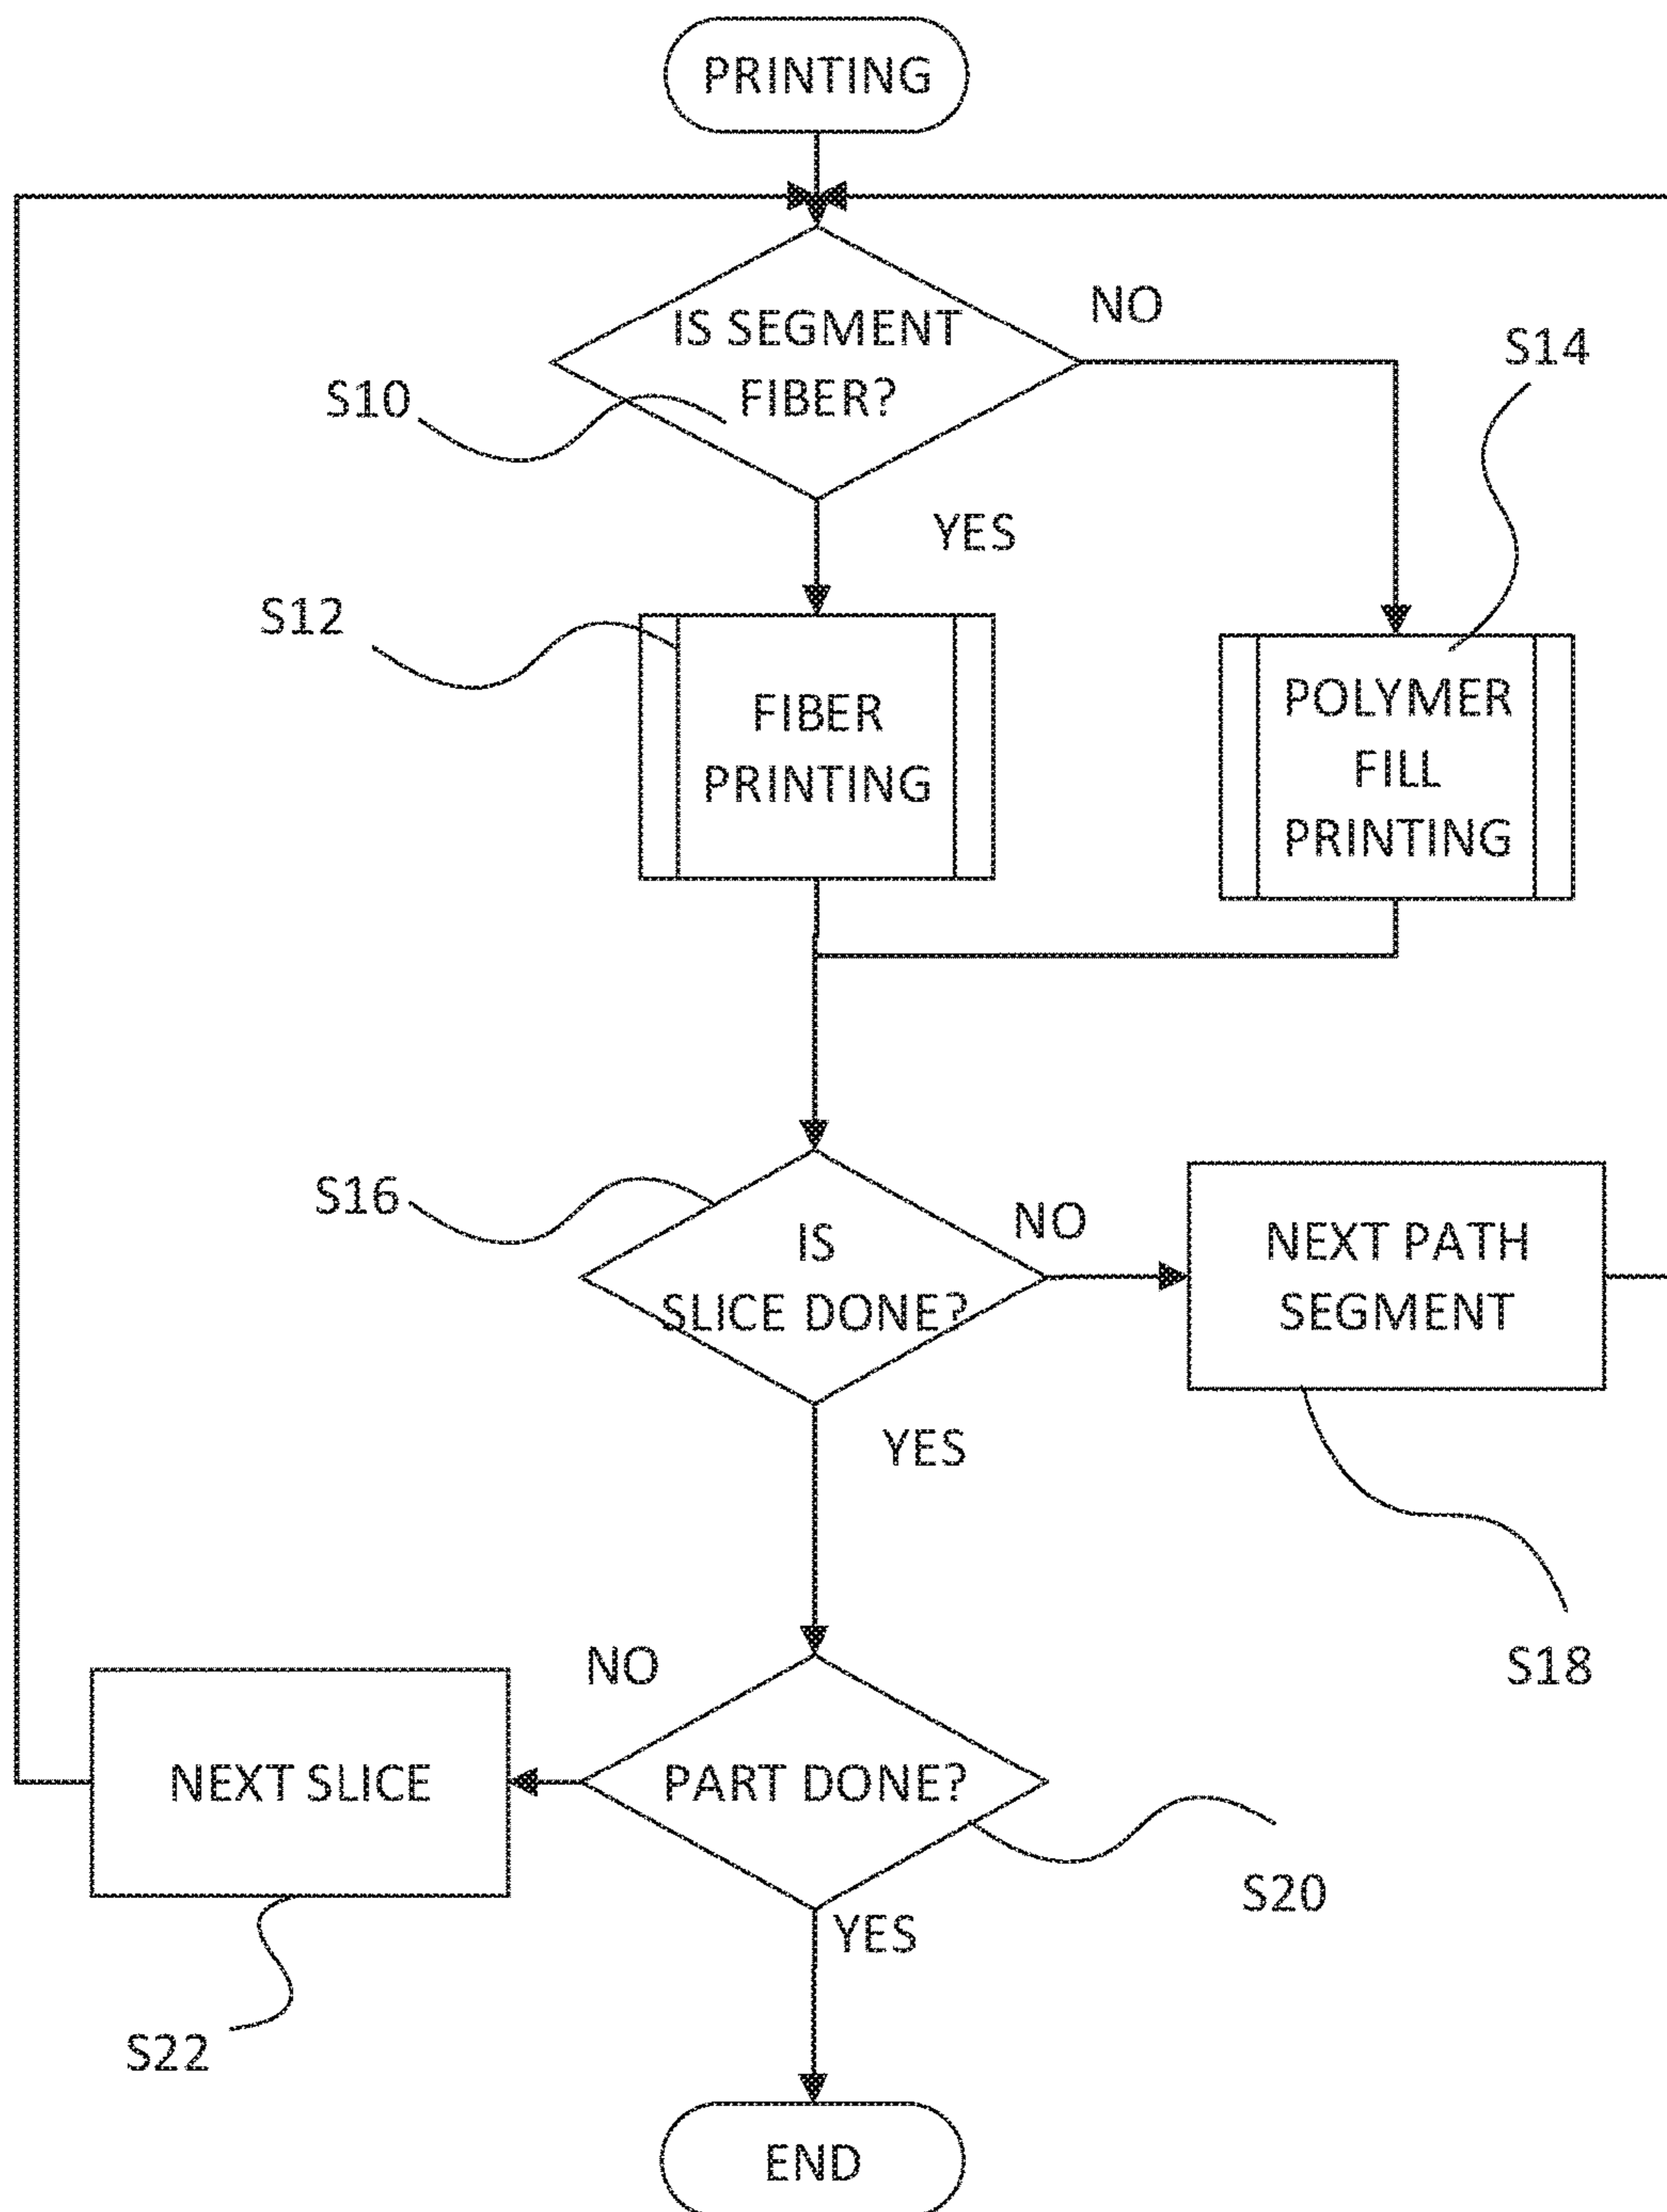 PRINTING
IS SEGMENT
FIBER?
NO
S14
S10
YES
S12
FIBER
PRINTING
POLYMER
FILL
PRINTING
S16
IS
SLICE DONE?
NO
NEXT PATH
SEGMENT
YES
S18
NO
NEXT SLICE
PART DONE?
S20
YES
S22
END